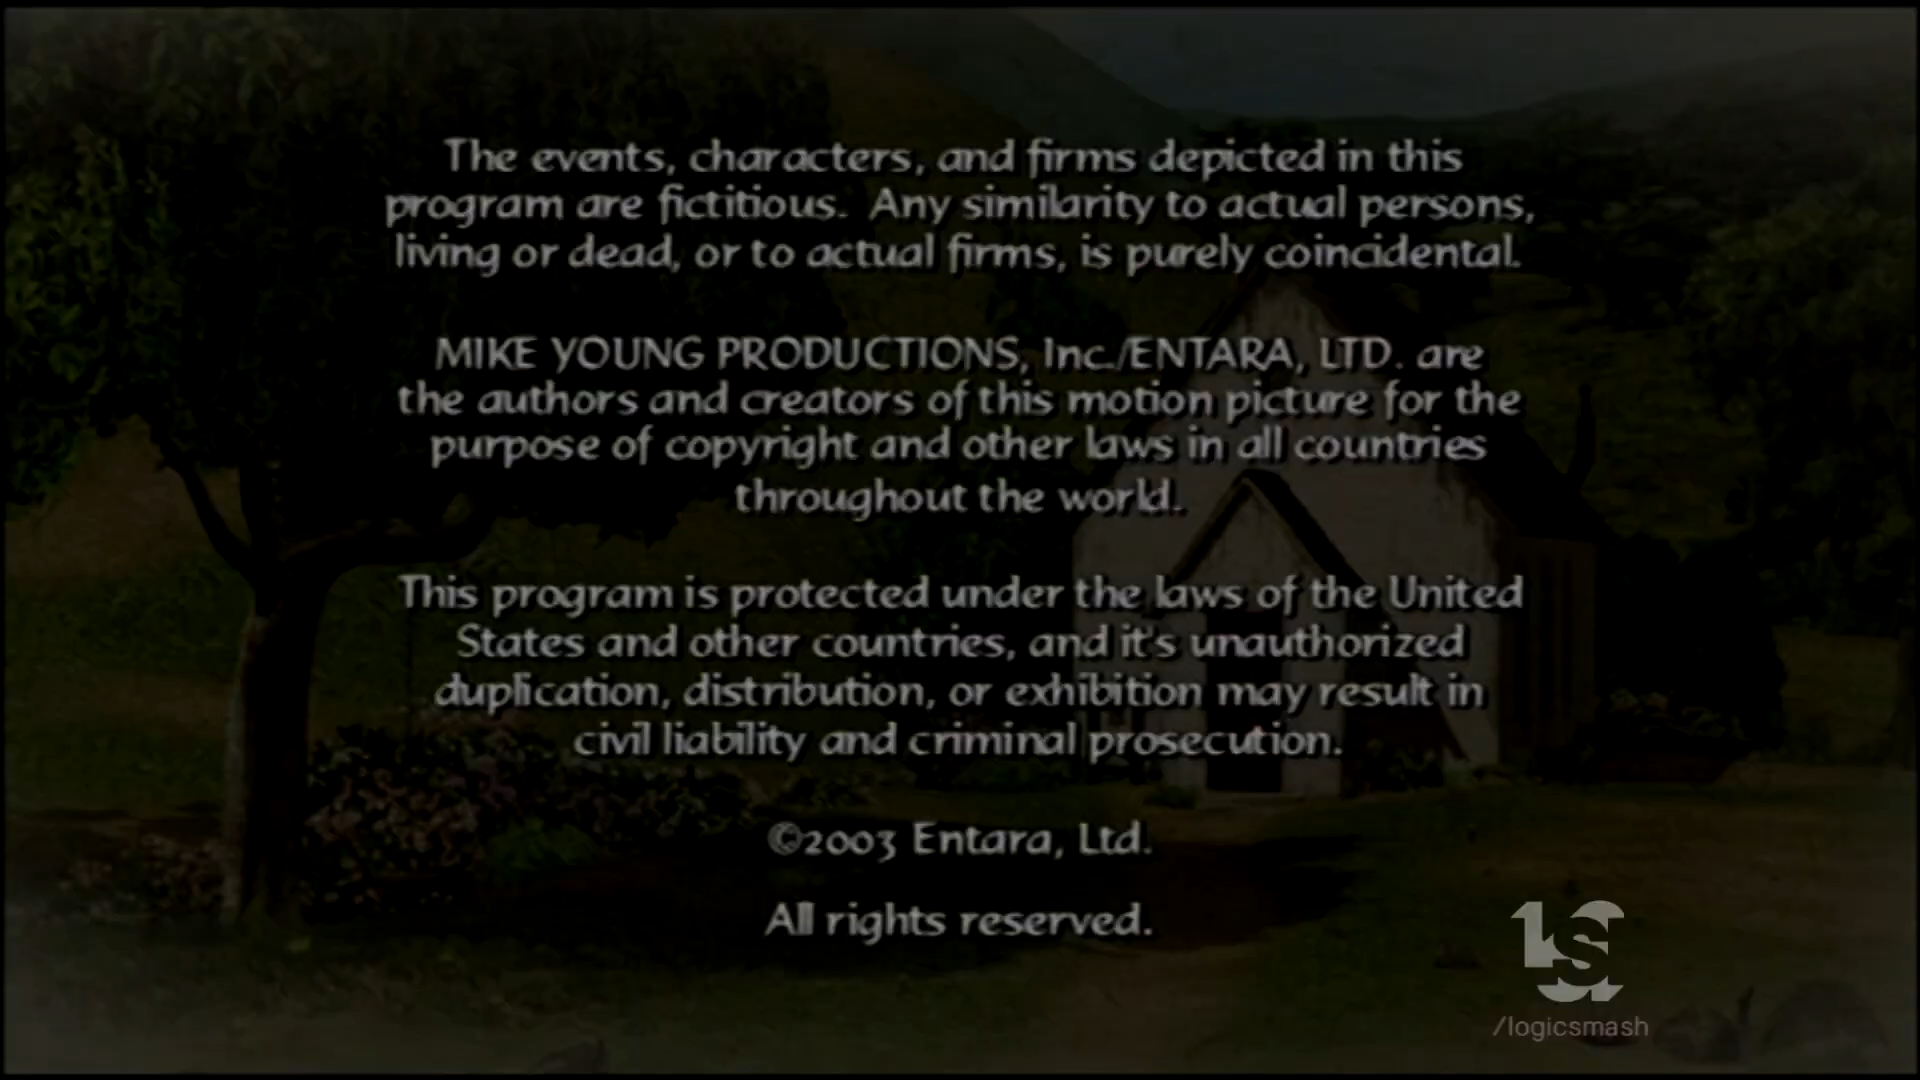 The events, characters, and firms depicted in this
program are fictitious. Any similarity to actual persons,
living or dead, or to actual firms, is purely coincidental.
MIKE YOUNG PRODUCTIONS, Inc./ENTARA, LTD. are
the authors and creators of this motion picture for the
purpose of copyright and other laws in all countries
throughout the world.
This program is protected under the laws of the United
States and other countries, and it's unauthorized
duplication, distribution, or exhibition may result in
civil liability and criminal prosecution.
©2003 Entara, Ltd.
All rights reserved.
LS
/logicsmash